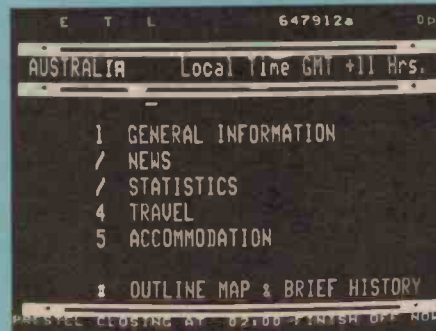 E T L 647912a 0p
AUSTRALIA Local Time GMT +11 Hrs.
1 GENERAL INFORMATION
/ NEWS
/ STATISTICS
4 TRAVEL
5 ACCOMMODATION
* OUTLINE MAP & BRIEF HISTORY
PRESTEL CLOSING AT 02:00 FINISH OFF NOW